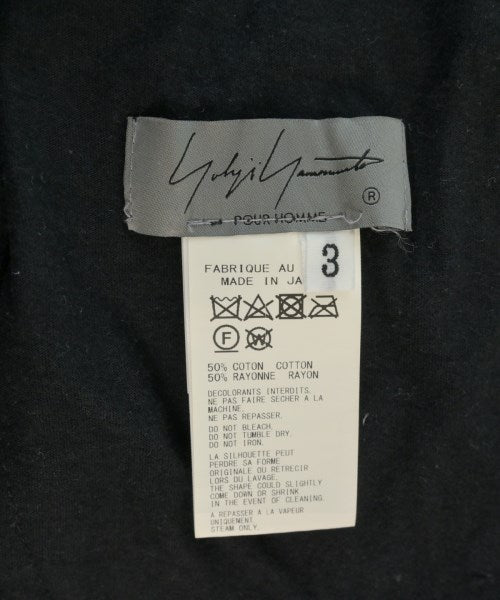 Yohji Yamamoto
®
POUR HOMME
3
FABRIQUE AU
MADE IN JA
F W
50% COTON COTTON
50% RAYONNE RAYON
DECOLORANTS INTERDITS.
NE PAS FAIRE SECHER A LA
MACHINE.
NE PAS REPASSER.
DO NOT BLEACH.
DO NOT TUMBLE DRY.
DO NOT IRON.
LA SILHOUETTE PEUT
PERDRE SA FORME
ORIGINALE OU RETRECIR
LORS DU LAVAGE.
THE SHAPE COULD SLIGHTLY
COME DOWN OR SHRINK
IN THE EVENT OF CLEANING.
A REPASSER A LA VAPEUR
UNIQUEMENT.
STEAM ONLY.